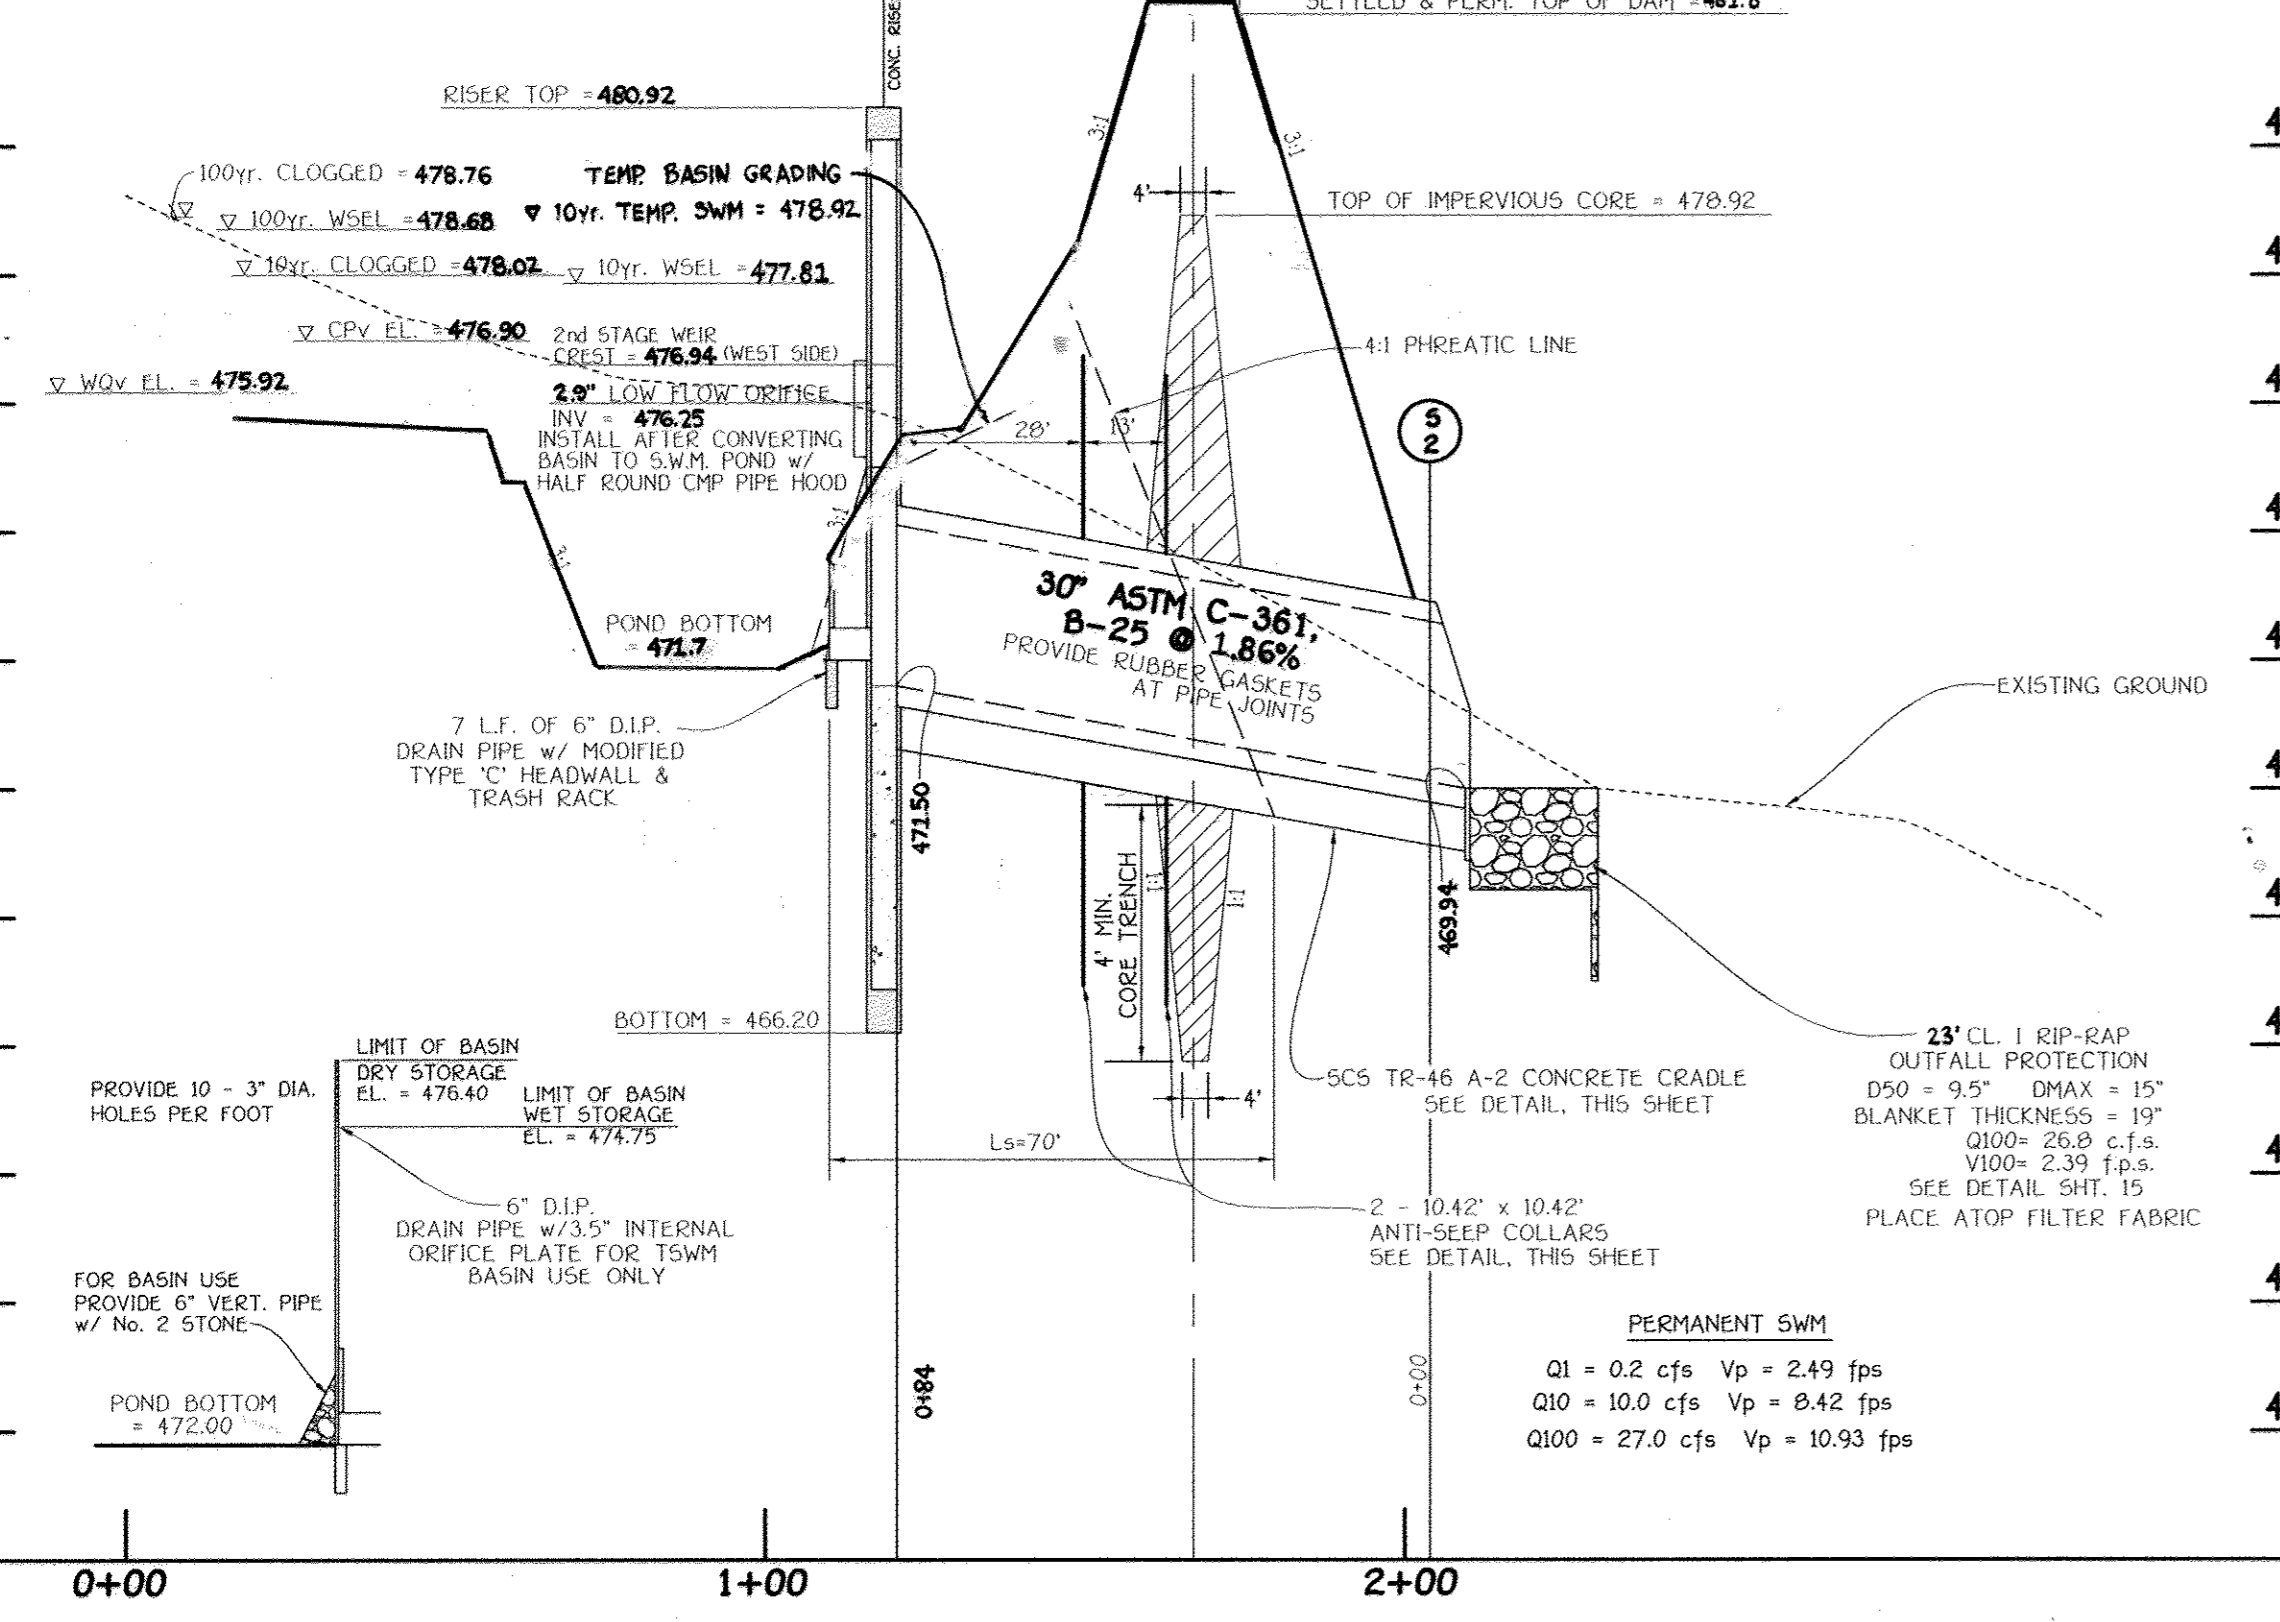 CONC. RISE
SETTLED & PERM. TOP OF DAM = 481.8
RISER TOP = 480.92
3:1
3:1
100yr. CLOGGED = 478.76
TEMP. BASIN GRADING
4'
TOP OF IMPERVIOUS CORE = 478.92
100yr. WSEL = 478.68
10yr. TEMP. SWM = 478.92
10yr. CLOGGED = 478.02
10yr. WSEL = 477.81
CPv EL. = 476.90
2nd STAGE WEIR
CREST = 476.94 (WEST SIDE)
4:1 PHREATIC LINE
WQv EL. = 475.92
2.9" LOW FLOW ORIFICE
INV = 476.25
INSTALL AFTER CONVERTING
BASIN TO S.W.M. POND w/
HALF ROUND CMP PIPE HOOD
28'
13'
S
2
3:1
3:1
30" ASTM C-361,
B-25 @ 1.86%
PROVIDE RUBBER GASKETS
AT PIPE JOINTS
POND BOTTOM
= 471.7
EXISTING GROUND
7 L.F. OF 6" D.I.P.
DRAIN PIPE w/ MODIFIED
TYPE 'C' HEADWALL &
TRASH RACK
471.50
4' MIN.
CORE TRENCH
1:1
1:1
469.94
BOTTOM = 466.20
23' CL. I RIP-RAP
OUTFALL PROTECTION
D50 = 9.5" DMAX = 15"
BLANKET THICKNESS = 19"
Q100= 26.8 c.f.s.
V100= 2.39 f.p.s.
SEE DETAIL SHT. 15
PLACE ATOP FILTER FABRIC
LIMIT OF BASIN
DRY STORAGE
EL. = 476.40
PROVIDE 10 - 3" DIA.
HOLES PER FOOT
LIMIT OF BASIN
WET STORAGE
EL. = 474.75
SCS TR-46 A-2 CONCRETE CRADLE
SEE DETAIL, THIS SHEET
4'
Ls=70'
6" D.I.P.
DRAIN PIPE w/3.5" INTERNAL
ORIFICE PLATE FOR TSWM
BASIN USE ONLY
2 - 10.42' x 10.42'
ANTI-SEEP COLLARS
SEE DETAIL, THIS SHEET
FOR BASIN USE
PROVIDE 6" VERT. PIPE
w/ No. 2 STONE
POND BOTTOM
= 472.00
0+84
0+00
PERMANENT SWM
Q1 = 0.2 cfs Vp = 2.49 fps
Q10 = 10.0 cfs Vp = 8.42 fps
Q100 = 27.0 cfs Vp = 10.93 fps
0+00
1+00
2+00
4
4
4
4
4
4
4
4
4
4
4